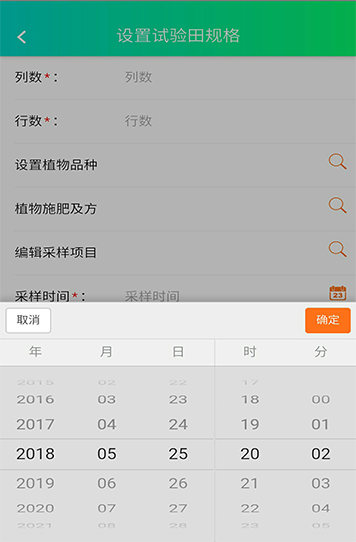 设置试验田规格
列数*： 列数
行数*： 行数
设置植物品种
植物施肥及方
编辑采样项目
采样时间*： 采样时间 23
取消 确定
年 月 日 时 分
2015 02 22 17
2016 03 23 18 00
2017 04 24 19 01
2018 05 25 20 02
2019 06 26 21 03
2020 07 27 22 04
2021 08 28 23 05